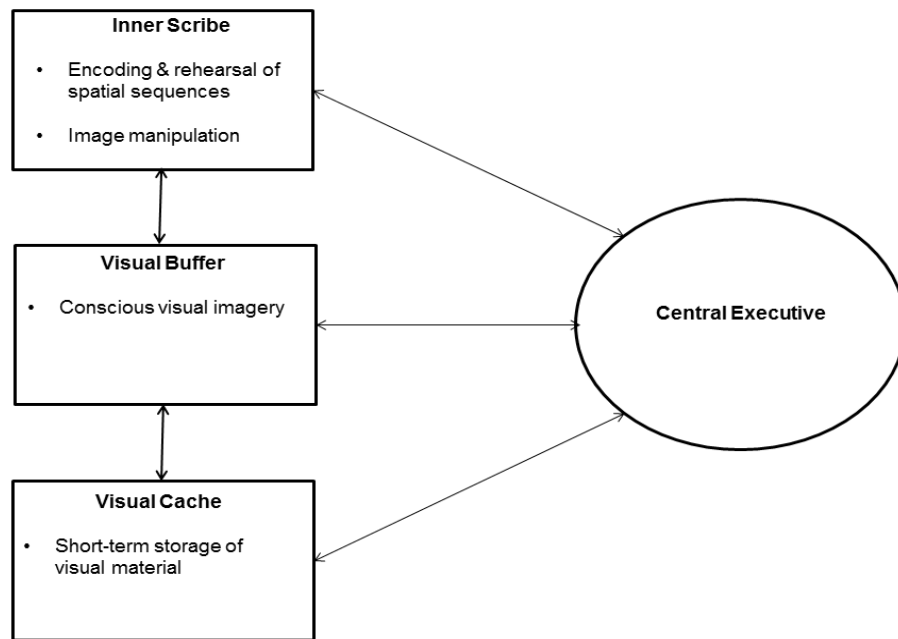 Inner Scribe
• Encoding & rehearsal of
spatial sequences
• Image manipulation
Visual Buffer
• Conscious visual imagery
Central Executive
Visual Cache
• Short-term storage of
visual material